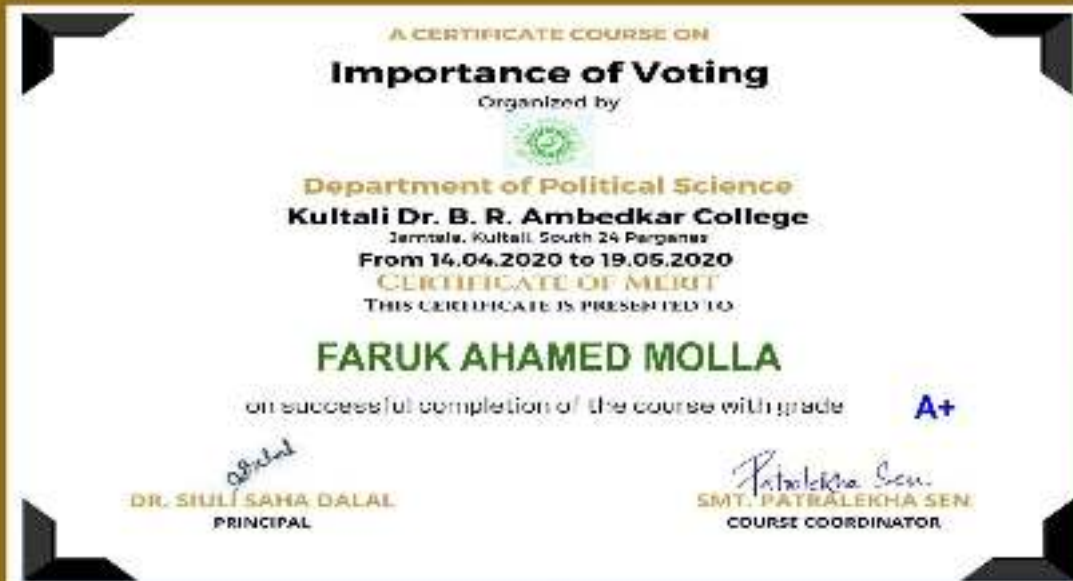 A CERTIFICATE COURSE ON
Importance of Voting
Organized by
Department of Political Science
Kultali Dr. B. R. Ambedkar College
Jamtala, Kultali, South 24 Parganas
From 14.04.2020 to 19.05.2020
CERTIFICATE OF MERIT
THIS CERTIFICATE IS PRESENTED TO
FARUK AHAMED MOLLA
on successful completion of the course with grade A+
Patralekha Sen.
DR. SIULI SAHA DALAL
SMT. PATRALEKHA SEN
PRINCIPAL
COURSE COORDINATOR